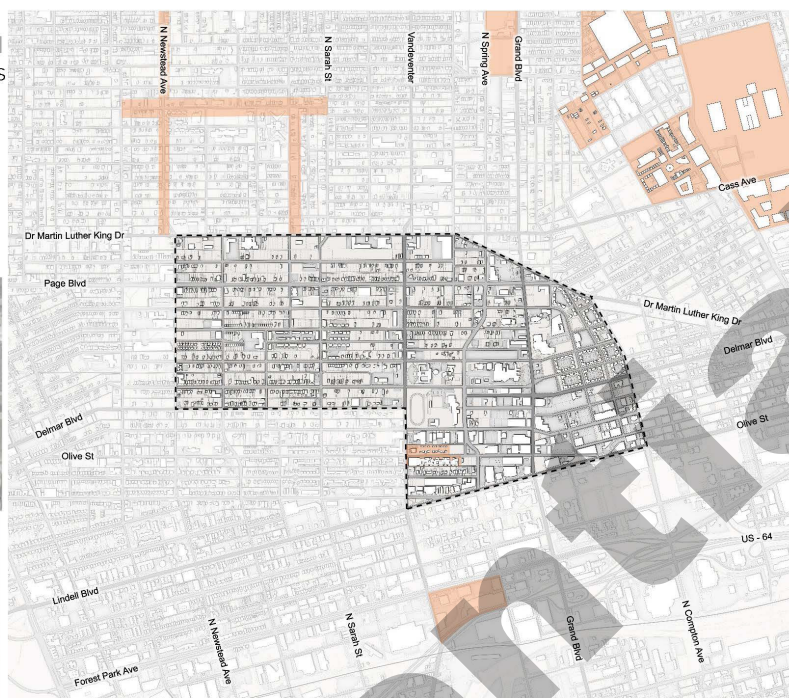 N Newstead Ave
N Sarah St
Vandeventer
N Spring Ave
Grand Blvd
S
Cass Ave
Dr Martin Luther King Dr
Page Blvd
Dr Martin Luther King Dr
Delmar Blvd
Delmar Blvd
Olive St
Olive St
US - 64
Lindell Blvd
N Newstead Ave
N Sarah St
Grand Blvd
N Compton Ave
Forest Park Ave
ntia